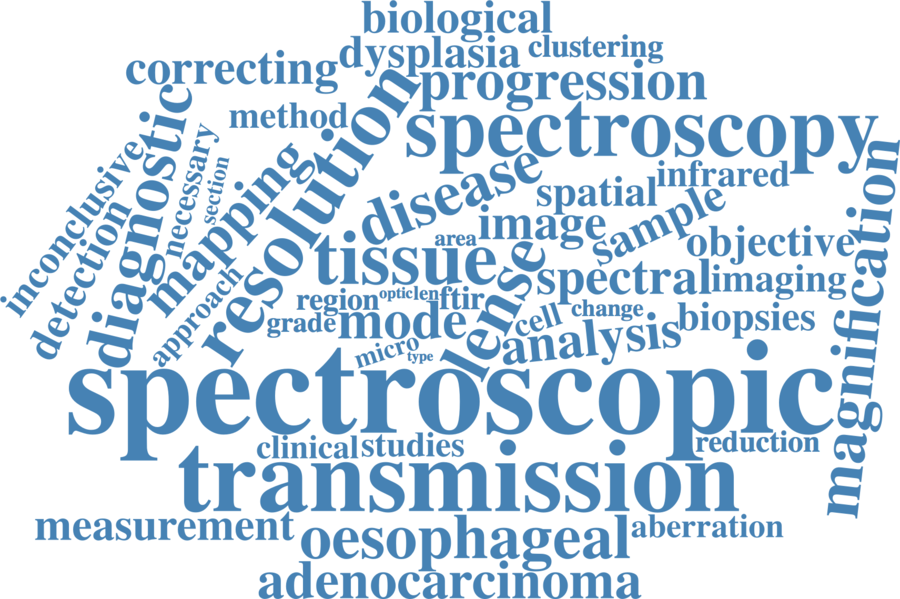 biological
dysplasia
clustering
correcting
progression
method
spectroscopy
diagnostic
resolution
inconclusive
necessary
section
mapping
disease
infrared
spatial
sample
magnification
detection
area
image
objective
tissue
lense
spectral
imaging
approach
region
opticlen
ftir
grade
mode
cell
change
analysis
biopsies
micro
type
spectroscopic
clinical
studies
reduction
transmission
measurement
oesophageal
aberration
adenocarcinoma